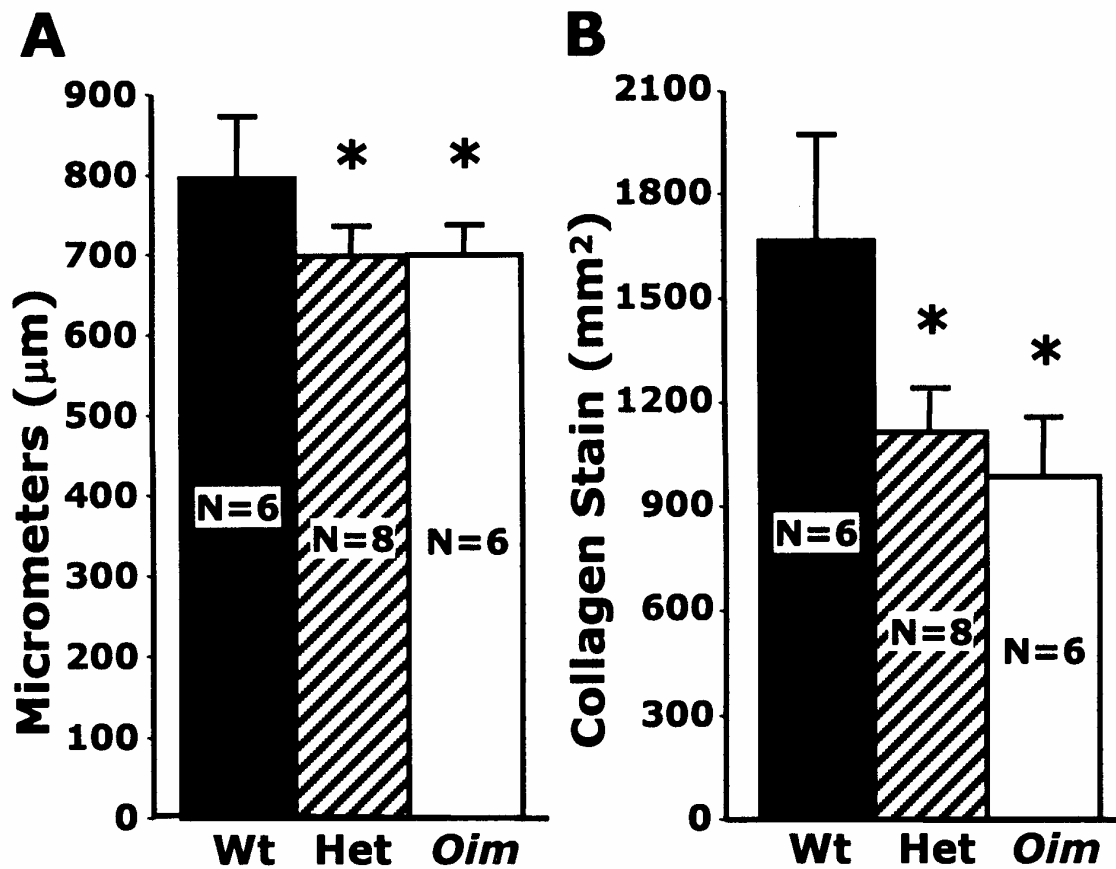 A
Micrometers (µm)
900
800
700
600
500
400
300
200
100
0
*
*
N=6
N=8
N=6
Wt Het Oim
B
Collagen Stain (mm²)
2100
1800
1500
1200
900
600
300
0
*
*
N=6
N=8
N=6
Wt Het Oim